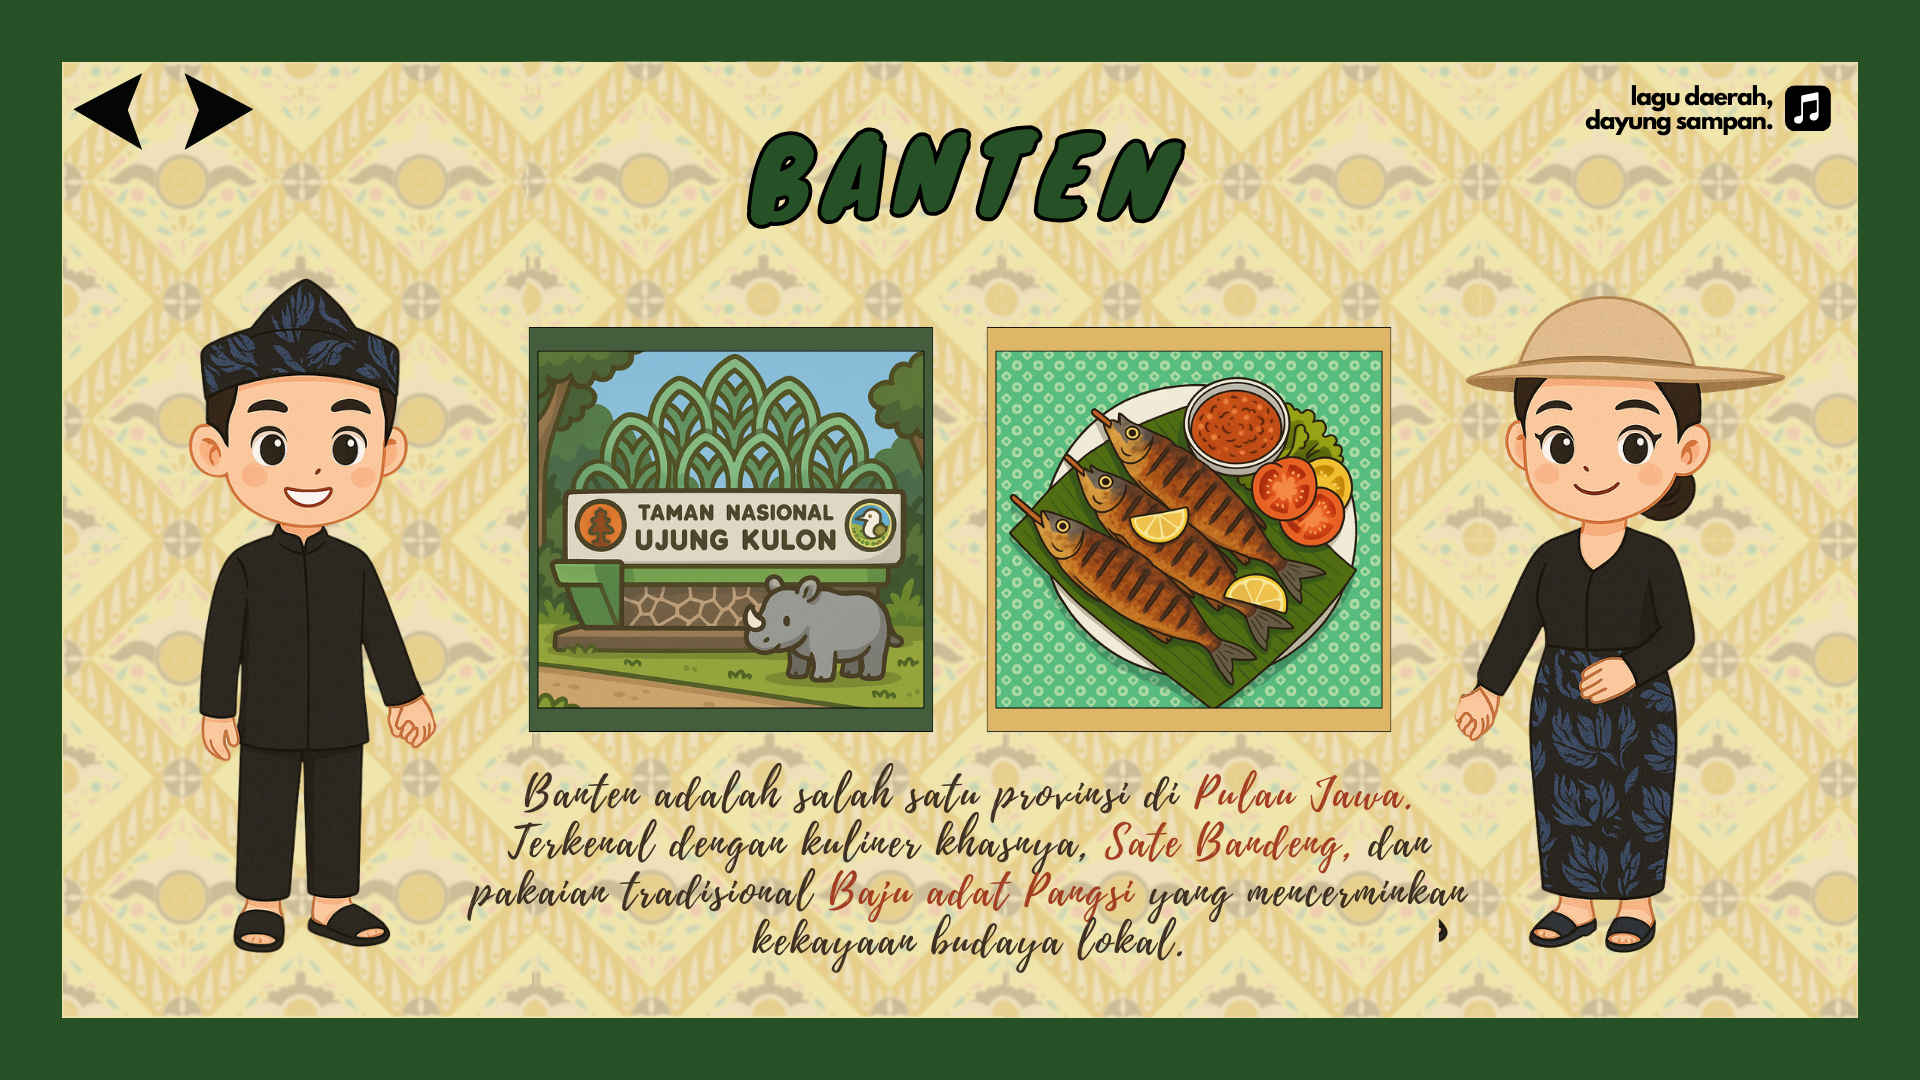 lagu daerah,
dayung sampan.
BANTEN
TAMAN NASIONAL
UJUNG KULON
Banten adalah salah satu provinsi di Pulau Jawa.
Terkenal dengan kuliner khasnya, Sate Bandeng, dan
pakaian tradisional Baju adat Pangsi yang mencerminkan
kekayaan budaya lokal.